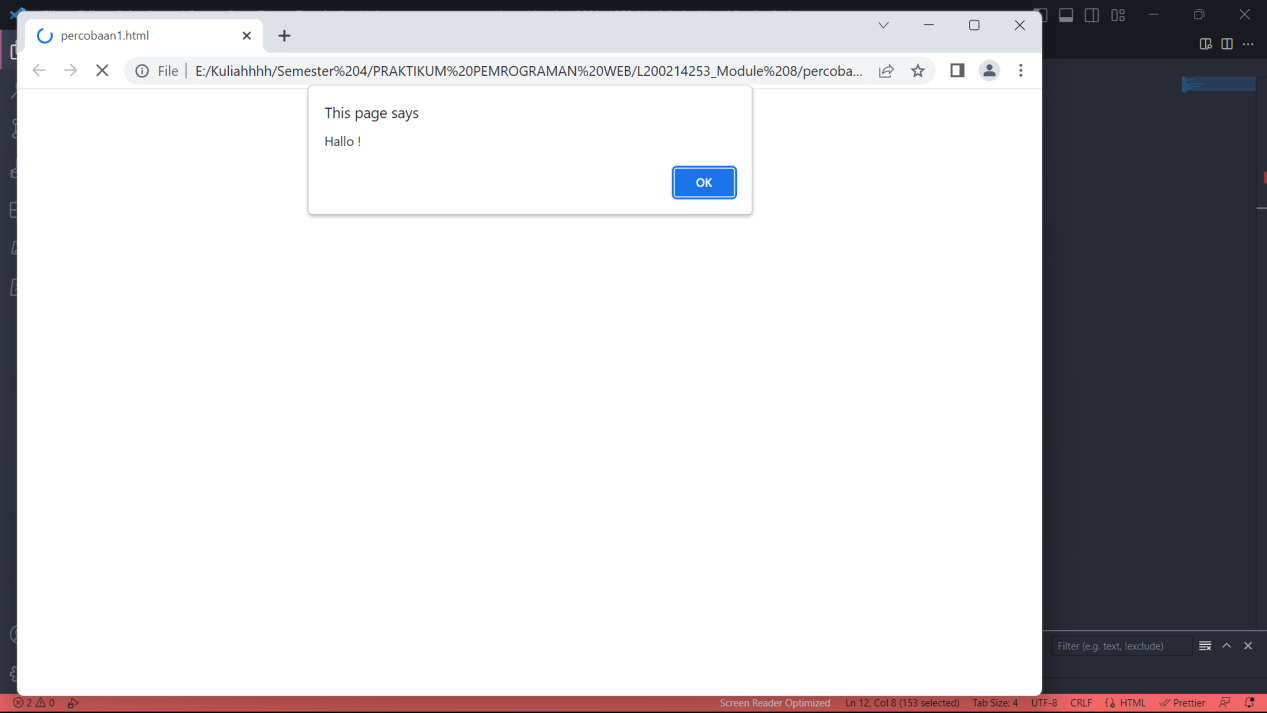 percobaan1.html
File
E:/Kuliahhhh/Semester%204/PRAKTIKUM%20PEMROGRAMAN%20WEB/L200214253_Module%208/percoba...
This page says
Hallo !
OK
Filter (e.g. text, !exclude)
2 0 Screen Reader Optimized Ln 12, Col 8 (153 selected) Tab Size: 4 UTF-8 CRLF HTML Prettier